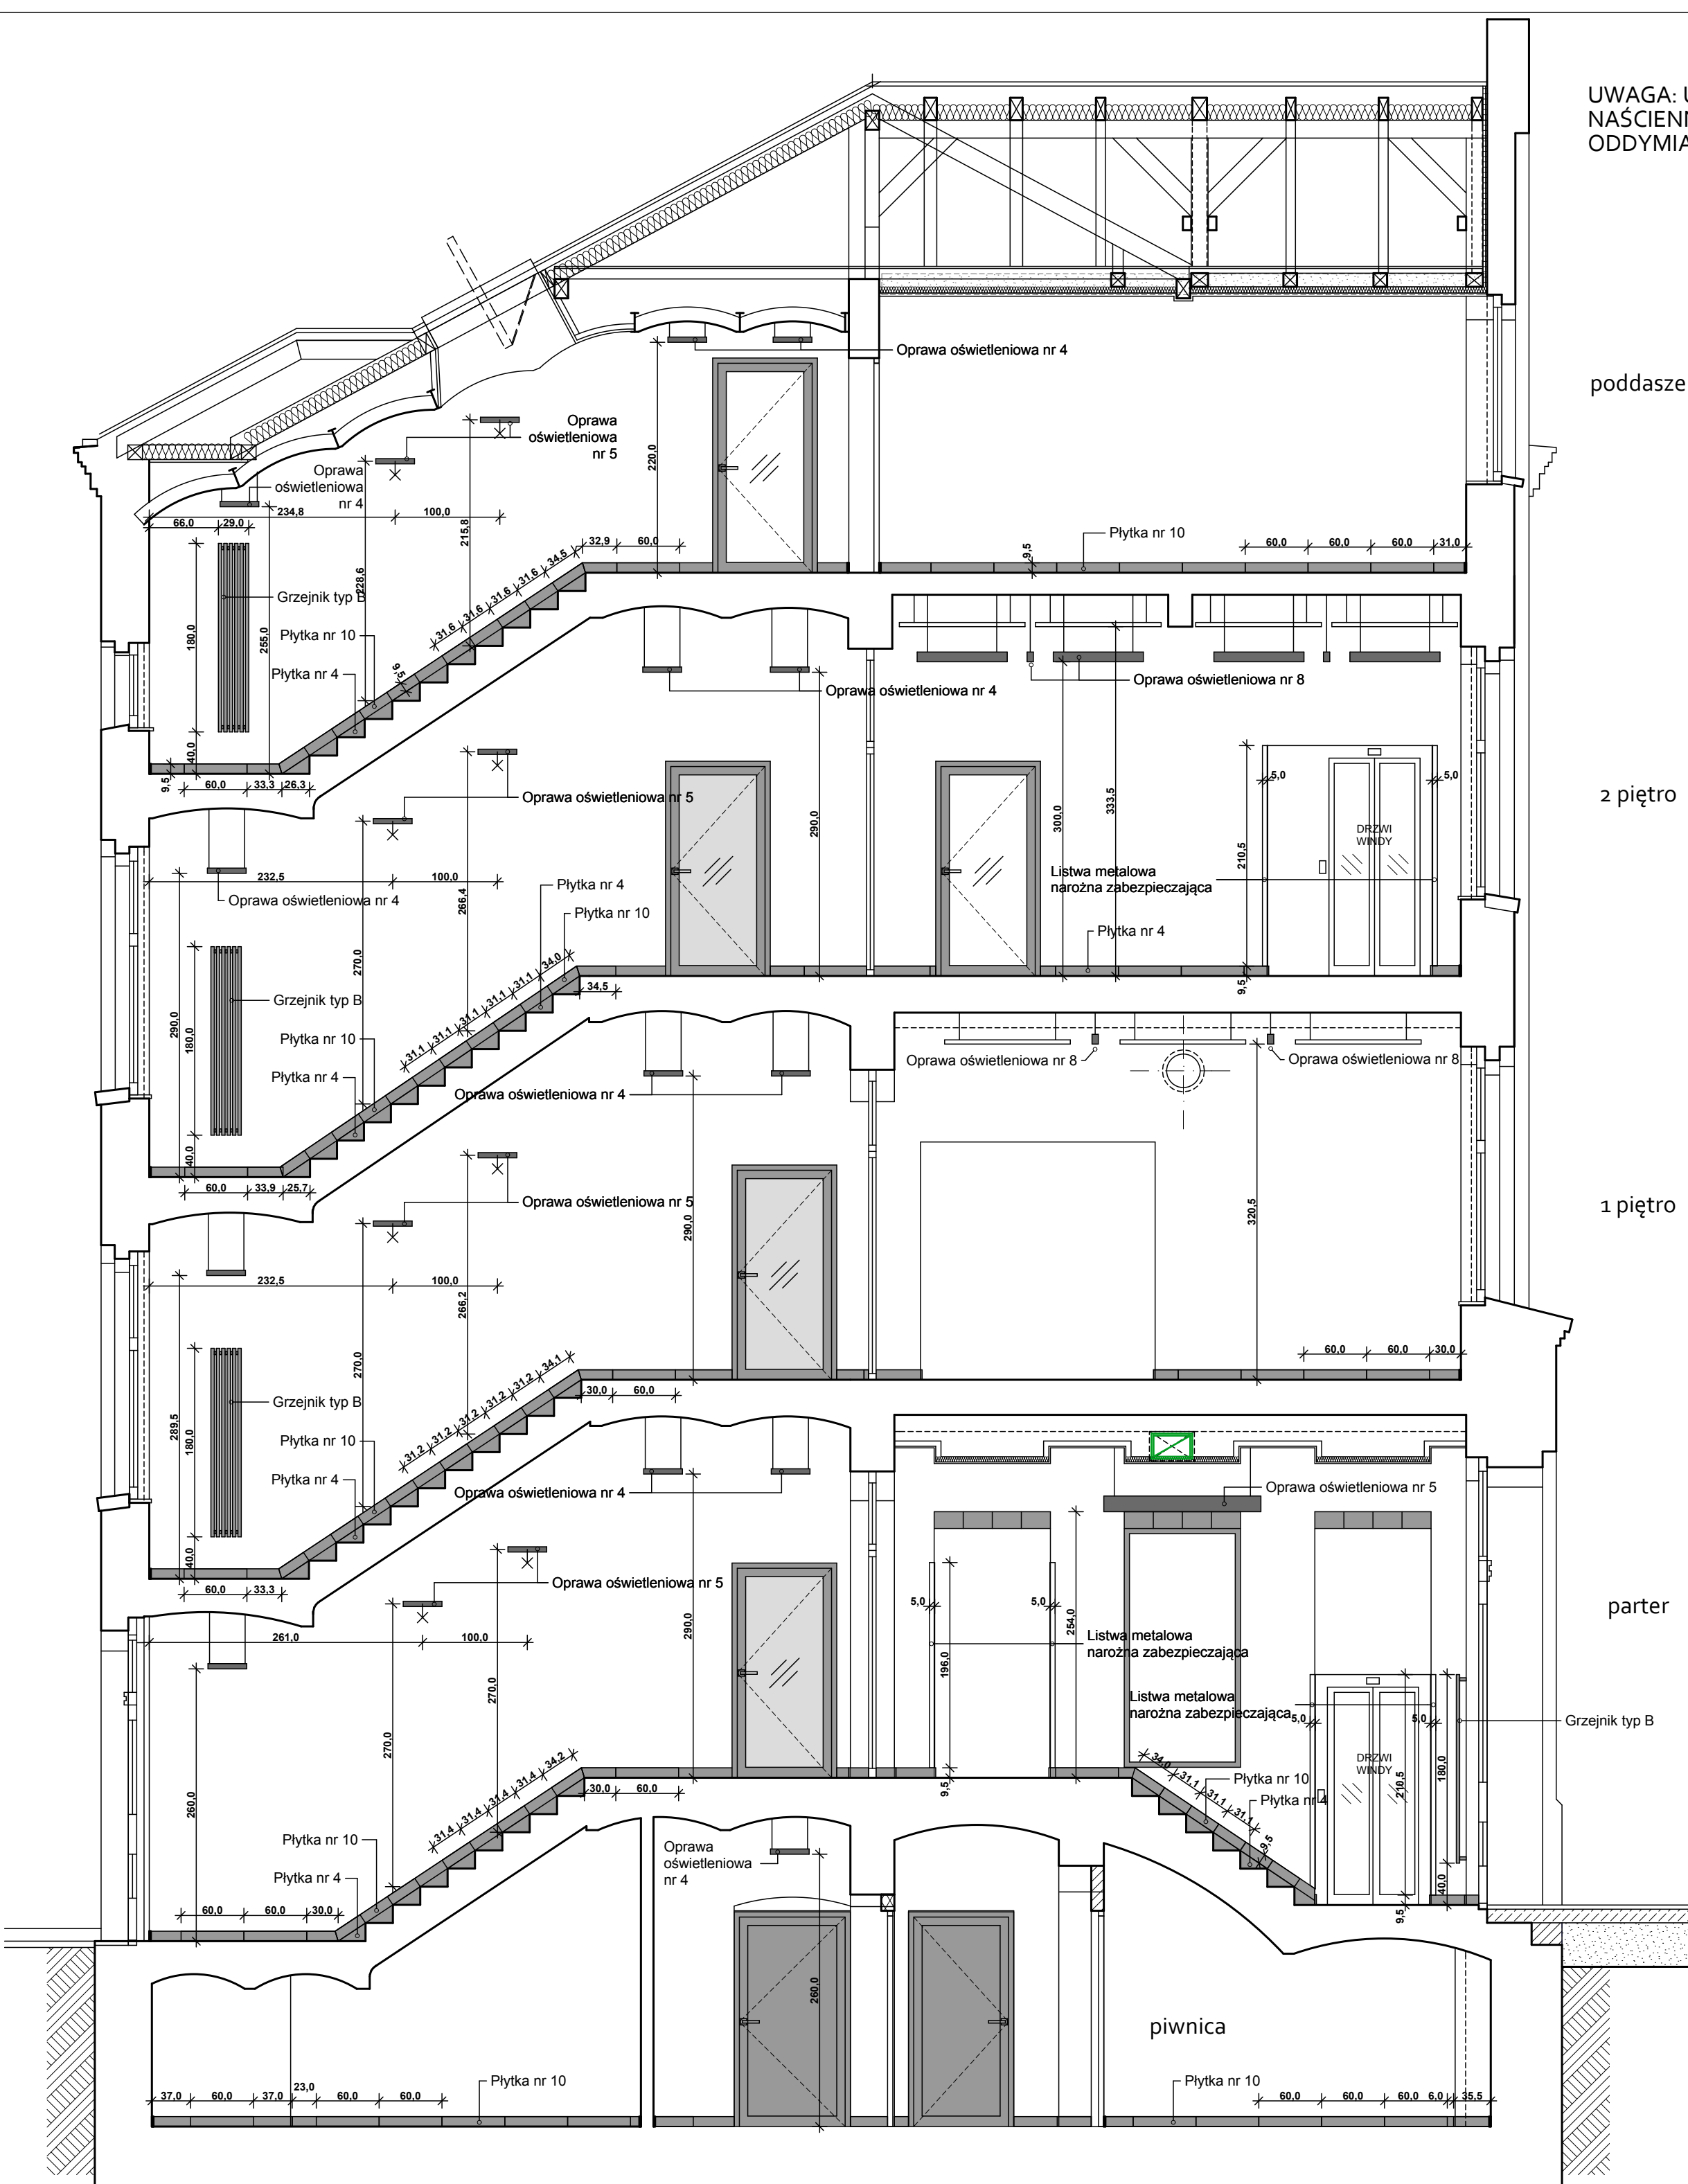 UWAGA:
poddasze
Oprawa oświetleniowa nr 4
Oprawa
oświetleniowa
nr 5
Oprawa
oświetleniowa
nr 4
234,8
100,0
66,0
29,0
215,8
228,6
220,0
180,0
255,0
40,0
9,5
Grzejnik typ B
Płytka nr 10
Płytka nr 4
9,5
31,6
31,6
31,6
31,6
34,5
32,9
60,0
9,5
Płytka nr 10
60,0
60,0
60,0
31,0
60,0
33,3
26,3
2 piętro
Oprawa oświetleniowa nr 4
Oprawa oświetleniowa nr 8
Oprawa oświetleniowa nr 5
Oprawa oświetleniowa nr 4
232,5
100,0
266,4
270,0
290,0
290,0
180,0
40,0
Grzejnik typ B
Płytka nr 10
Płytka nr 4
Płytka nr 4
Płytka nr 10
31,1
31,1
31,1
31,1
31,1
34,0
34,5
300,0
333,5
210,5
5,0
5,0
DRZWI
WINDY
Listwa metalowa
narożna zabezpieczająca
Płytka nr 4
9,5
60,0
33,9
25,7
1 piętro
Oprawa oświetleniowa nr 8
Oprawa oświetleniowa nr 8
Oprawa oświetleniowa nr 4
Oprawa oświetleniowa nr 5
232,5
100,0
266,2
270,0
290,0
289,5
180,0
40,0
320,5
Grzejnik typ B
Płytka nr 10
Płytka nr 4
31,2
31,2
31,2
31,2
31,2
34,1
30,0
60,0
60,0
60,0
30,0
60,0
33,3
parter
Oprawa oświetleniowa nr 4
Oprawa oświetleniowa nr 5
Oprawa oświetleniowa nr 5
261,0
100,0
270,0
270,0
290,0
260,0
5,0
5,0
196,0
254,0
Listwa metalowa
narożna zabezpieczająca
Listwa metalowa
narożna zabezpieczająca
5,0
5,0
Grzejnik typ B
DRZWI
WINDY
210,5
180,0
40,0
9,5
9,5
34,0
31,1
31,1
31,1
9,5
Płytka nr 10
Płytka nr 4
31,4
31,4
31,4
31,4
34,2
30,0
60,0
Płytka nr 10
Płytka nr 4
60,0
60,0
30,0
Oprawa
oświetleniowa
nr 4
260,0
piwnica
37,0
60,0
37,0
23,0
60,0
60,0
Płytka nr 10
Płytka nr 10
60,0
60,0
60,0
6,0
35,5